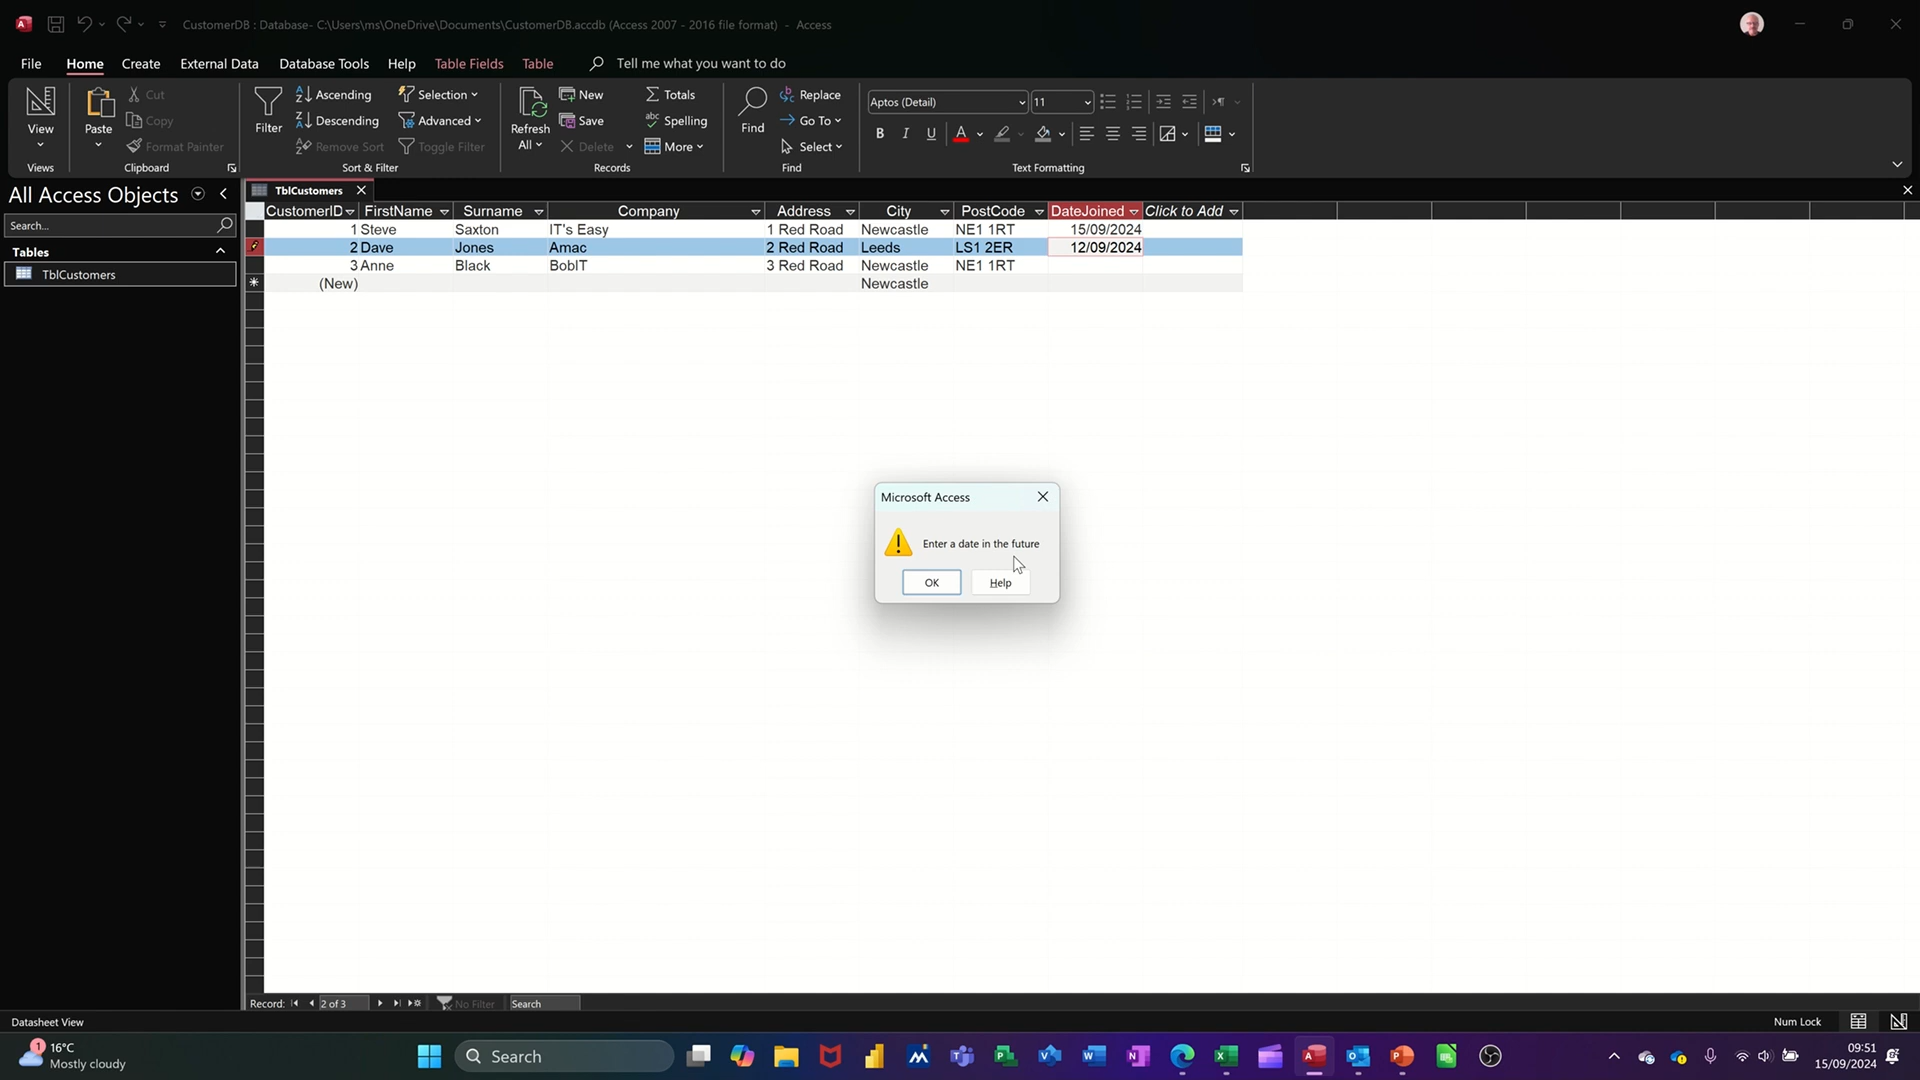 CustomerDB : Database- C:\Users\ms\OneDrive\Documents\CustomerDB.accdb (Access 2007 - 2016 file format) - Access
File Home Create External Data Database Tools Help Table Fields Table Tell me what you want to do
View
Views
Paste
Cut
Copy
Format Painter
Clipboard
Filter
Ascending
Descending
Remove Sort
Selection
Advanced
Toggle Filter
Sort & Filter
Refresh
All
New
Save
Delete
Totals
Spelling
More
Records
Find
Replace
Go To
Select
Find
Aptos (Detail) 11
B I U A
Text Formatting
All Access Objects
Search...
Tables
TblCustomers
TblCustomers
CustomerID FirstName Surname Company Address City PostCode DateJoined Click to Add
1 Steve Saxton IT's Easy 1 Red Road Newcastle NE1 1RT 15/09/2024
2 Dave Jones Amac 2 Red Road Leeds LS1 2ER 12/09/2024
3 Anne Black BobIT 3 Red Road Newcastle NE1 1RT
(New) Newcastle
Microsoft Access
Enter a date in the future
OK Help
Record: 2 of 3 No Filter Search
Datasheet View Num Lock
1
16°C
Mostly cloudy
Search
09:51
15/09/2024